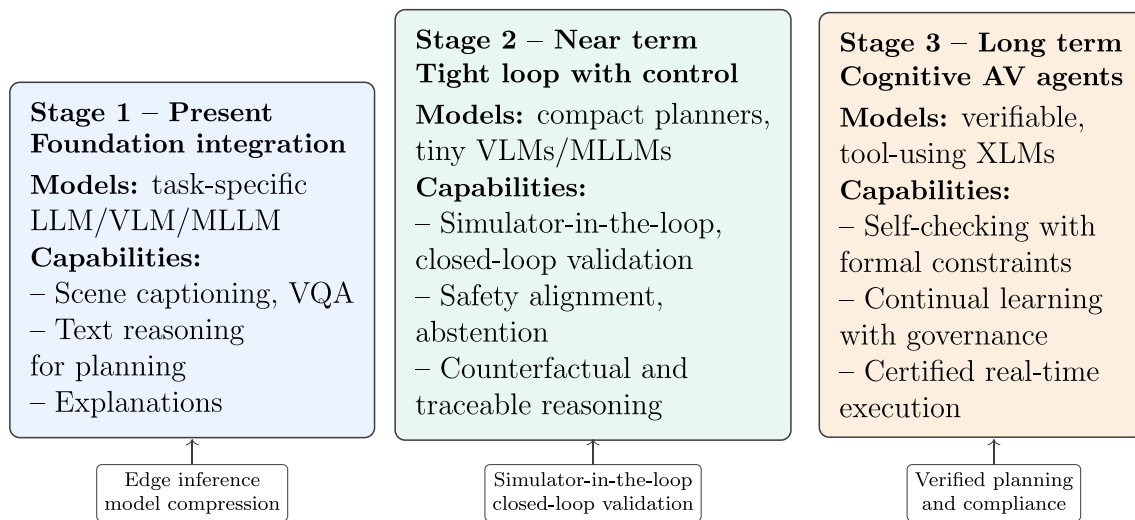 Stage 1 – Present
Foundation integration
Models: task-specific
LLM/VLM/MLLM
Capabilities:
– Scene captioning, VQA
– Text reasoning
for planning
– Explanations
Edge inference
model compression
Stage 2 – Near term
Tight loop with control
Models: compact planners,
tiny VLMs/MLLMs
Capabilities:
– Simulator-in-the-loop,
closed-loop validation
– Safety alignment,
abstention
– Counterfactual and
traceable reasoning
Simulator-in-the-loop
closed-loop validation
Stage 3 – Long term
Cognitive AV agents
Models: verifiable,
tool-using XLMs
Capabilities:
– Self-checking with
formal constraints
– Continual learning
with governance
– Certified real-time
execution
Verified planning
and compliance